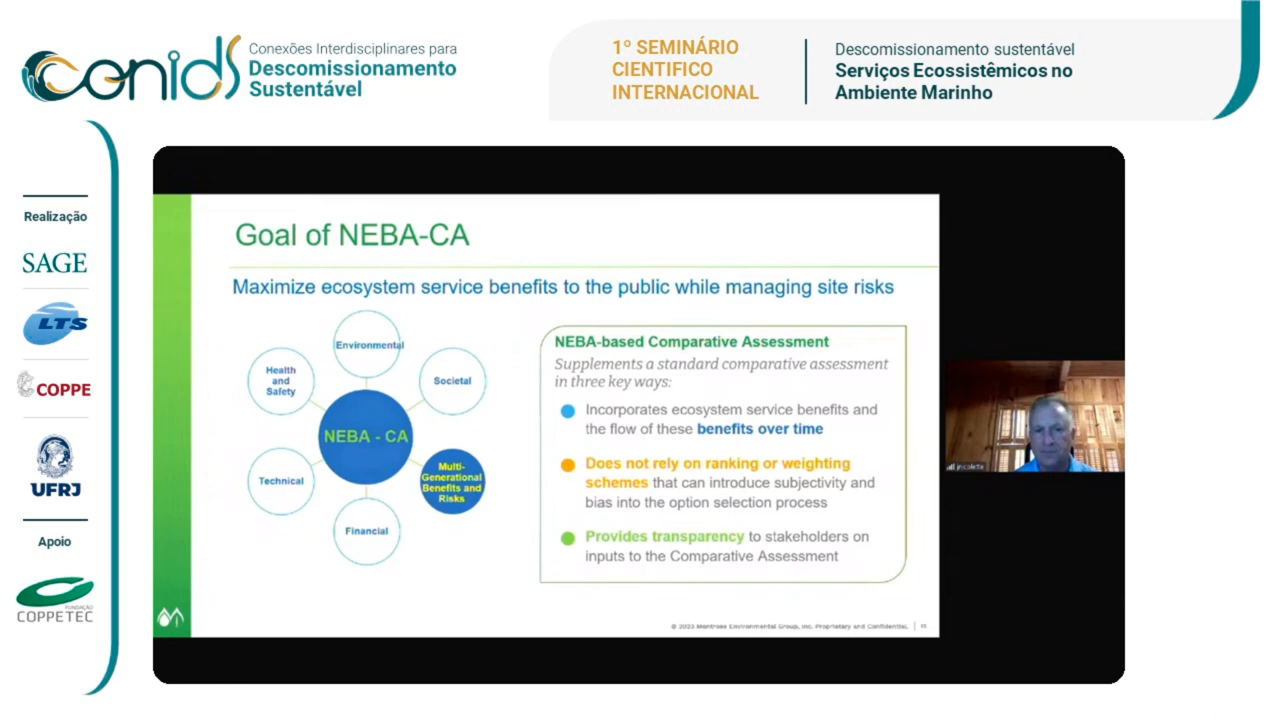 conids
Conexões Interdisciplinares para
Descomissionamento
Sustentável
1º SEMINÁRIO
CIENTIFICO
INTERNACIONAL
Descomissionamento sustentável
Serviços Ecossistêmicos no
Ambiente Marinho
Realização
SAGE
LTS
COPPE
UFRJ
Apoio
FUNDAÇÃO
COPPETEC
Goal of NEBA-CA
Maximize ecosystem service benefits to the public while managing site risks
Environmental
Health
and
Safety
Societal
NEBA - CA
Technical
Multi-
Generational
Benefits and
Risks
Financial
NEBA-based Comparative Assessment
Supplements a standard comparative assessment
in three key ways:
Incorporates ecosystem service benefits and
the flow of these benefits over time
Does not rely on ranking or weighting
schemes that can introduce subjectivity and
bias into the option selection process
Provides transparency to stakeholders on
inputs to the Comparative Assessment
© 2023 Montrose Environmental Group, Inc. Proprietary and Confidential.